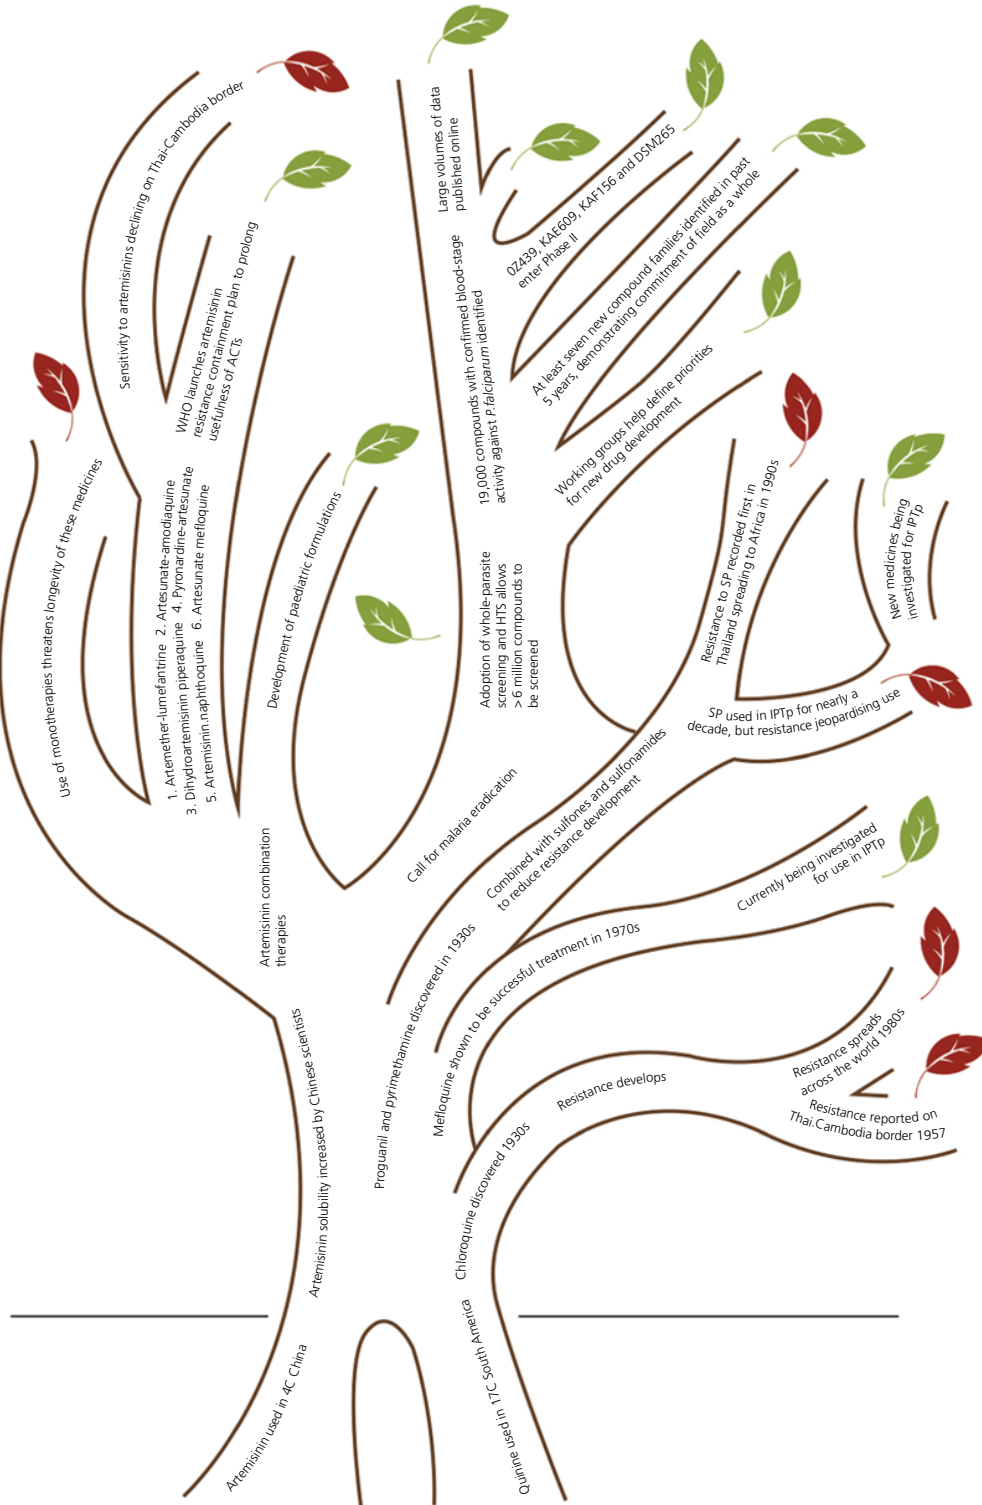 Sensitivity to artemisinins declining on Thai-Cambodia border
WHO launches artemisinin
resistance containment plan to prolong
usefulness of ACTs
Use of monotherapies threatens longevity of these medicines
1. Artemether-lumefantrine 2. Artesunate-amodiaquine
3. Dihydroartemisinin piperaquine 4. Pyronardine-artesunate
5. Artemisinin.naphthoquine 6. Artesunate mefloquine
Development of paediatric formulations
Artemisinin combination
therapies
Large volumes of data
published online
19,000 compounds with confirmed blood-stage
activity against P.falciparum identified
0Z439, KAE609, KAF156 and DSM265
enter Phase II
At least seven new compound families identified in past
5 years, demonstrating commitment of field as a whole
Working groups help define priorities
for new drug development
Adoption of whole-parasite
screening and HTS allows
>6 million compounds to
be screened
Call for malaria eradication
Resistance to SP recorded first in
Thailand spreading to Africa in 1990s
New medicines being
investigated for IPTp
SP used in IPTp for nearly a
decade, but resistance jeopardising use
Combined with sulfones and sulfonamides
to reduce resistance development
Proguanil and pyrimethamine discovered in 1930s
Currently being investigated
for use in IPTp
Mefloquine shown to be successful treatment in 1970s
Resistance spreads
across the world 1980s
Resistance reported on
Thai.Cambodia border 1957
Resistance develops
Chloroquine discovered 1930s
Artemisinin solubility increased by Chinese scientists
Artemisinin used in 4C China
Quinine used in 17C South America